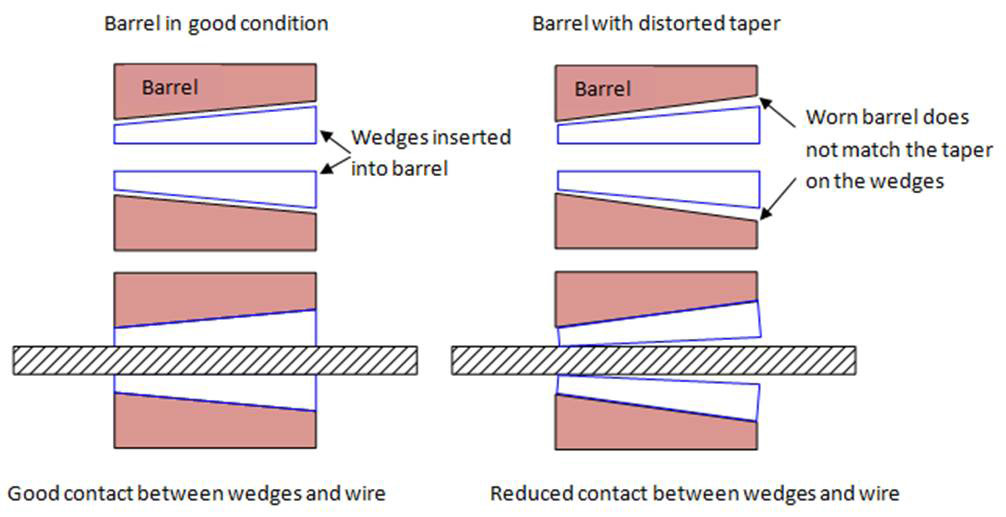 Barrel in good condition
Barrel with distorted taper
Barrel
Wedges inserted
into barrel
Barrel
Worn barrel does
not match the taper
on the wedges
Good contact between wedges and wire
Reduced contact between wedges and wire